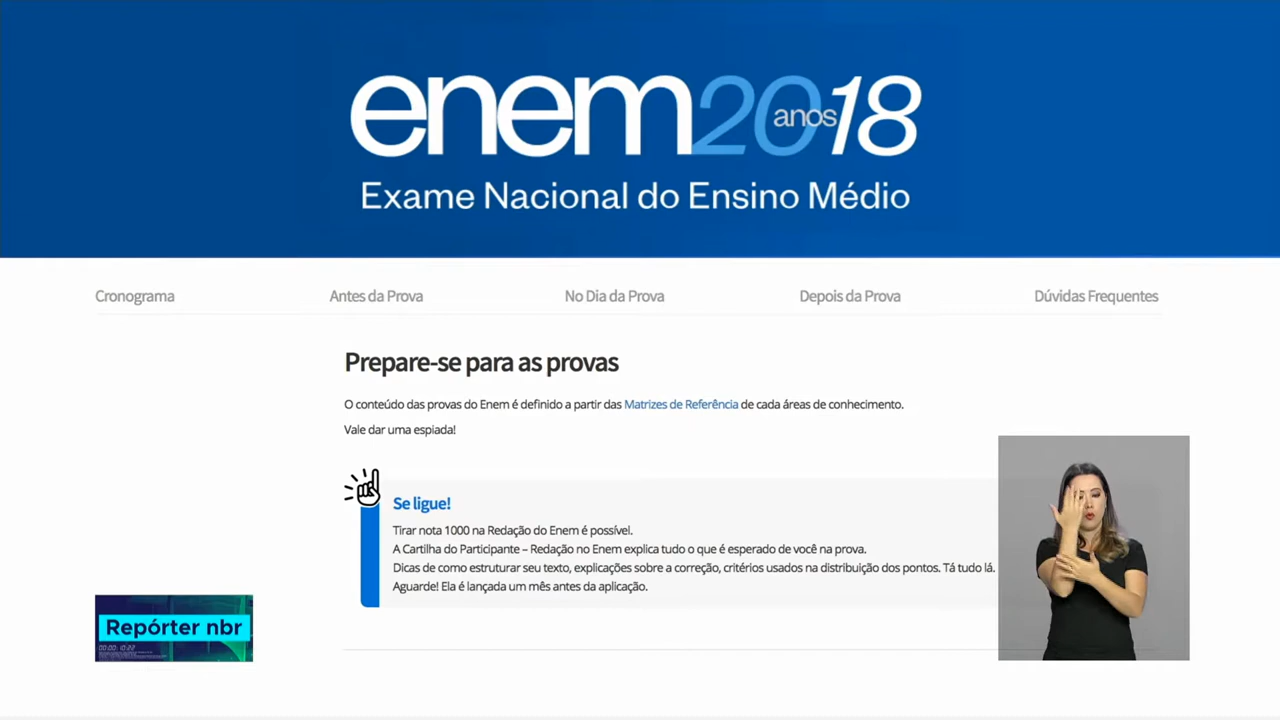 enem20anos18
Exame Nacional do Ensino Médio
Cronograma
Antes da Prova
No Dia da Prova
Depois da Prova
Dúvidas Frequentes
Prepare-se para as provas
O conteúdo das provas do Enem é definido a partir das Matrizes de Referência de cada áreas de conhecimento.
Vale dar uma espiada!
Se ligue!
Tirar nota 1000 na Redação do Enem é possível.
A Cartilha do Participante – Redação no Enem explica tudo o que é esperado de você na prova.
Dicas de como estruturar seu texto, explicações sobre a correção, critérios usados na distribuição dos pontos. Tá tudo lá.
Aguarde! Ela é lançada um mês antes da aplicação.
Repórter nbr